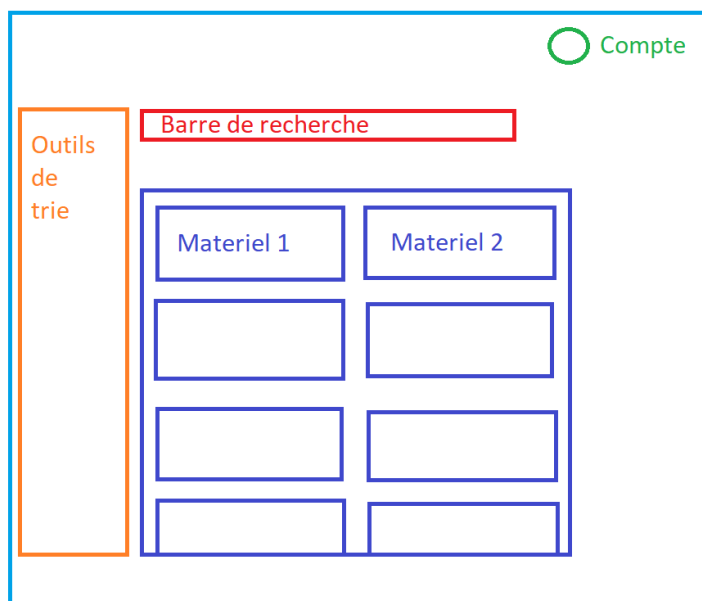 Compte
Barre de recherche
Outils
de
trie
Materiel 1
Materiel 2